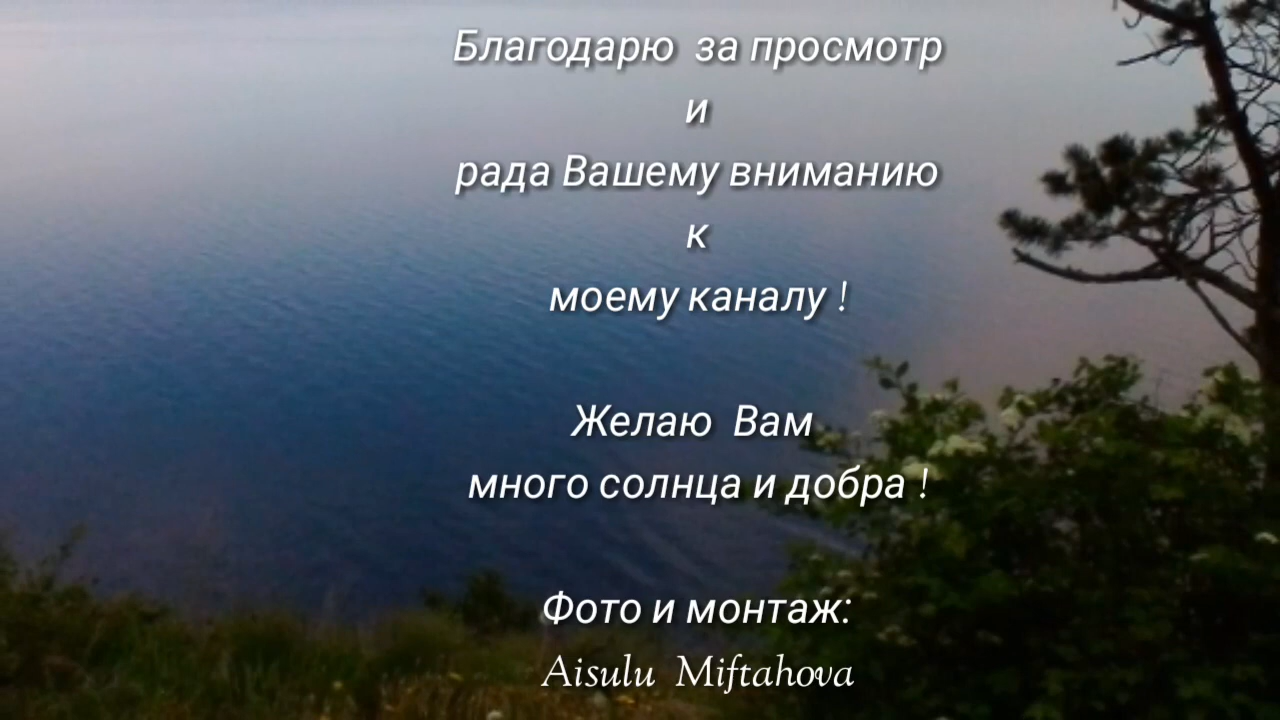 Благодарю за просмотр
и
рада Вашему вниманию
к
моему каналу !
Желаю Вам
много солнца и добра !
Фото и монтаж:
Aisulu Miftahova